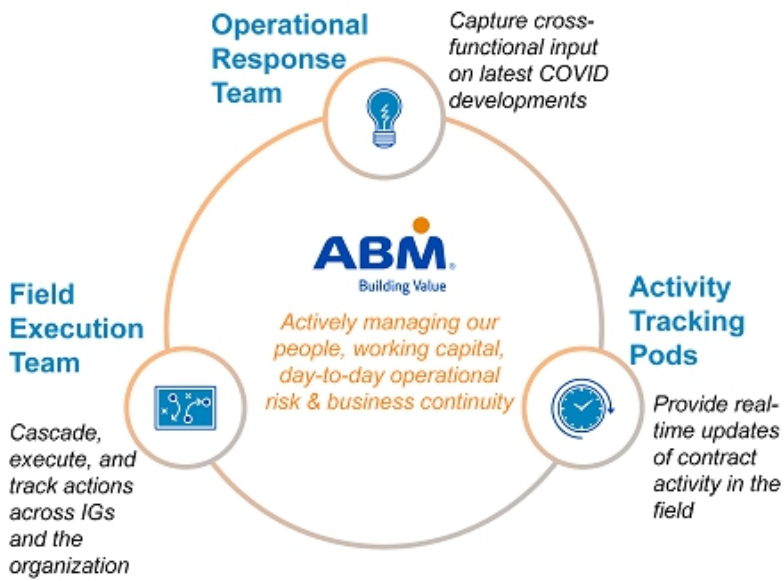 Operational
Response
Team
Capture cross-
functional input
on latest COVID
developments
ABM®
Building Value
Actively managing our
people, working capital,
day-to-day operational
risk & business continuity
Field
Execution
Team
Cascade,
execute, and
track actions
across IGs
and the
organization
Activity
Tracking
Pods
Provide real-
time updates
of contract
activity in the
field